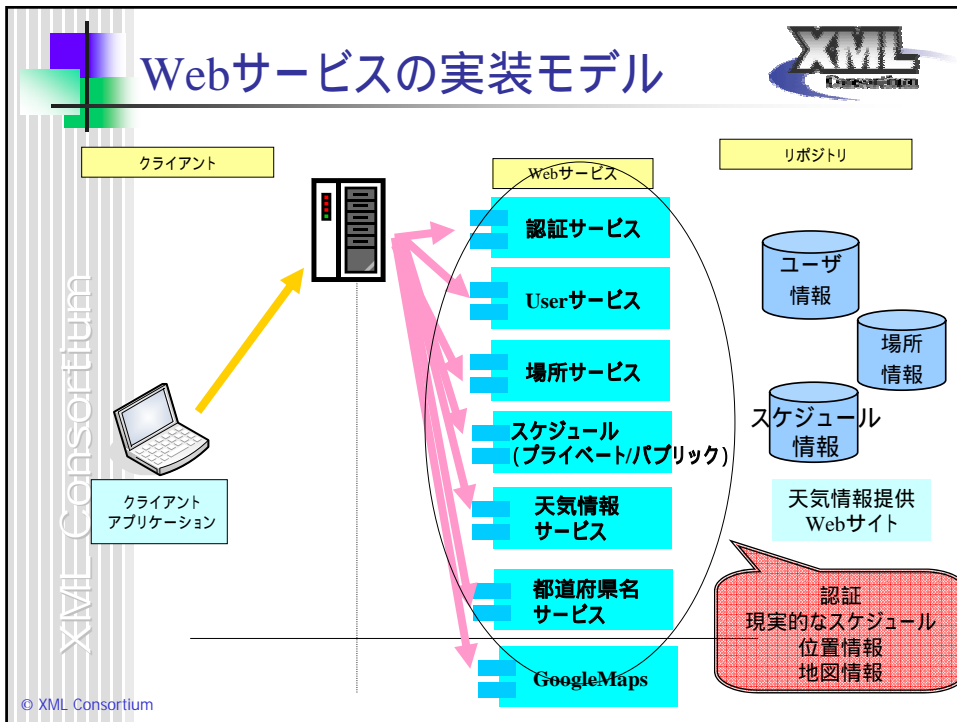 Webサービスの実装モデル
XML
Consortium
クライアント
Webサービス
リポジトリ
認証サービス
Userサービス
場所サービス
スケジュール
(プライベート/パブリック)
天気情報
サービス
都道府県名
サービス
GoogleMaps
ユーザ
情報
場所
情報
スケジュール
情報
天気情報提供
Webサイト
クライアント
アプリケーション
認証
現実的なスケジュール
位置情報
地図情報
XML Consortium
© XML Consortium